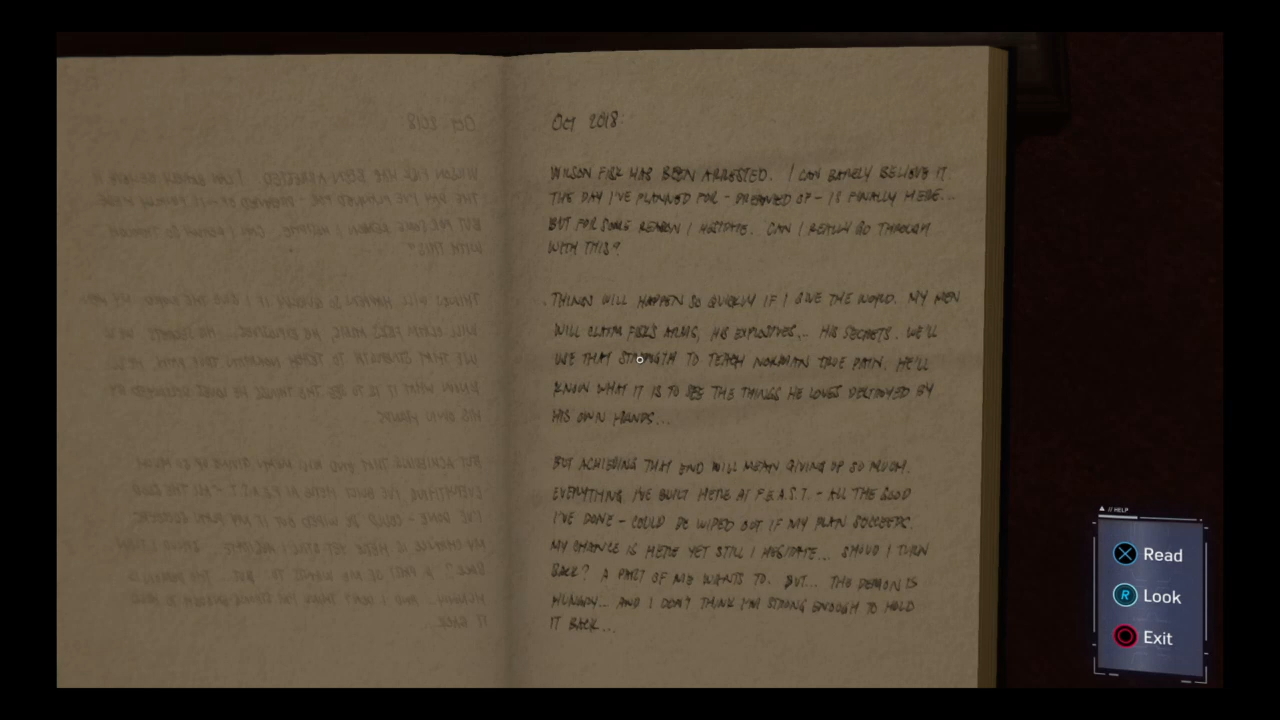 Oct 2018
WILSON FISK HAS BEEN ARRESTED. I CAN BARELY BELIEVE IT.
THE DAY I'VE PLANNED FOR - DREAMED OF - IS FINALLY HERE...
BUT FOR SOME REASON I HESITATE. CAN I REALLY GO THROUGH
WITH THIS?
THINGS WILL HAPPEN SO QUICKLY IF I GIVE THE WORD. MY MEN
WILL CLAIM FISK'S ARMS, HIS EXPLOSIVES... HIS SECRETS. WE'LL
USE THAT STRENGTH TO TEACH NORMAN TRUE PAIN. HE'LL
KNOW WHAT IT IS TO SEE THE THINGS HE LOVES DESTROYED BY
HIS OWN HANDS...
BUT ACHIEVING THAT END WILL MEAN GIVING UP SO MUCH.
EVERYTHING I'VE BUILT HERE AT F.E.A.S.T. - ALL THE GOOD
I'VE DONE - COULD BE WIPED OUT IF MY PLAN SUCCEEDS.
MY CHANCE IS HERE YET STILL I HESITATE... SHOULD I TURN
BACK? A PART OF ME WANTS TO. BUT... THE DEMON IS
HUNGRY... AND I DON'T THINK I'M STRONG ENOUGH TO HOLD
IT BACK...
// HELP
Read
R Look
Exit